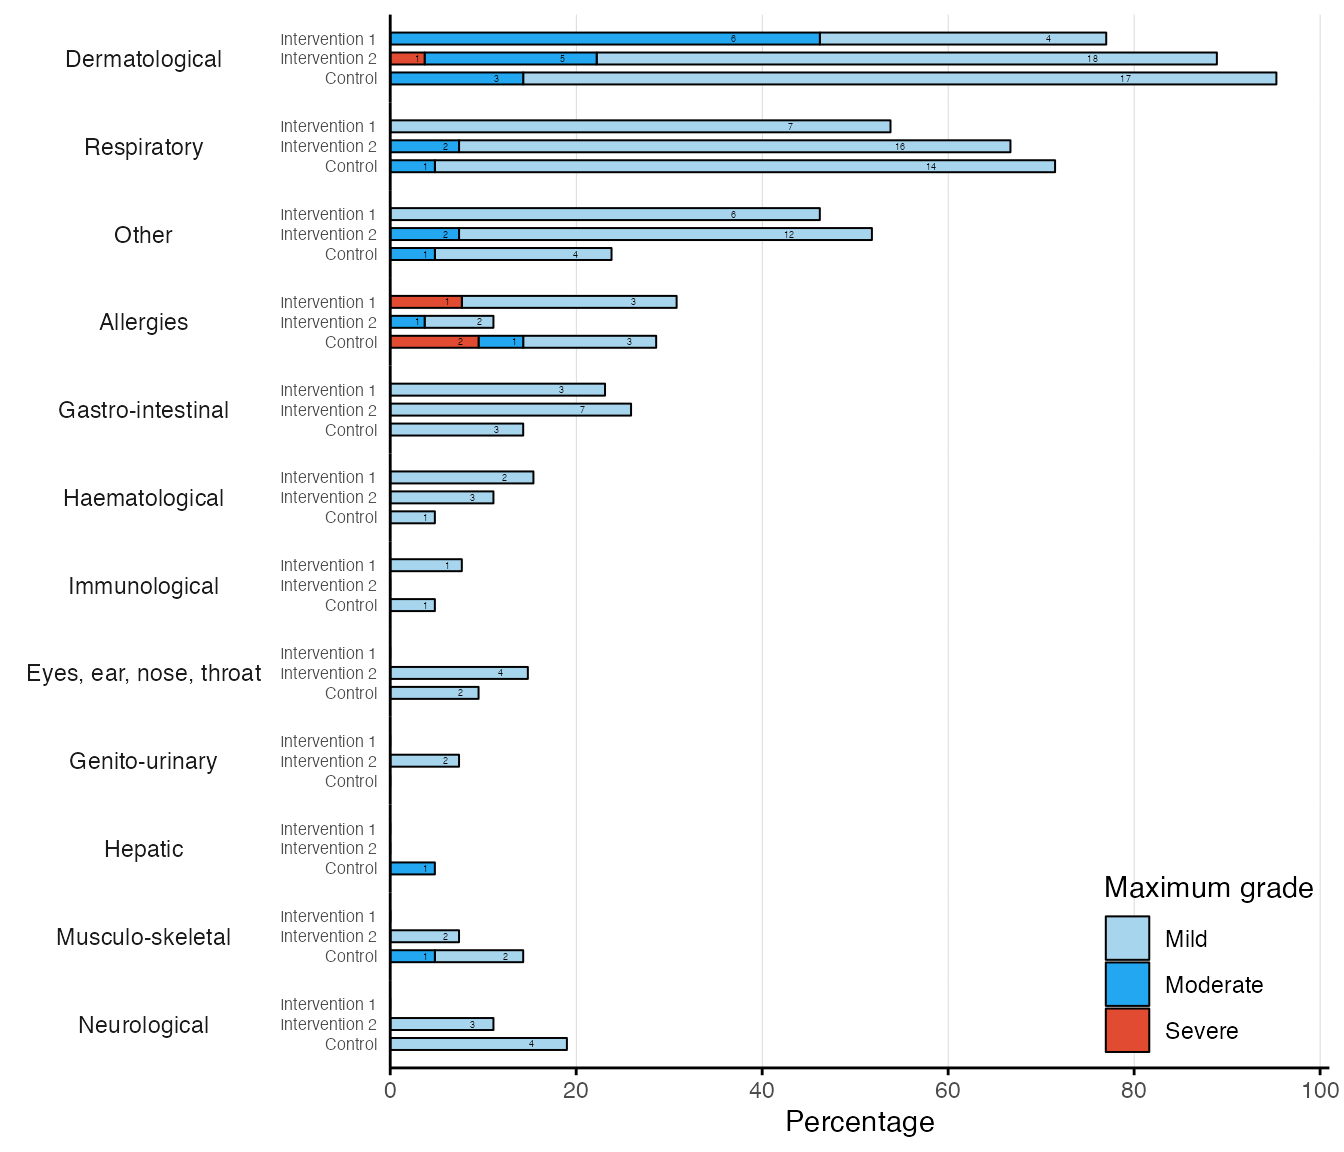 Dermatological
Intervention 1
6 4
Intervention 2
1 5 18
Control
3 17
Respiratory
Intervention 1
7
Intervention 2
2 16
Control
1 14
Other
Intervention 1
6
Intervention 2
2 12
Control
1 4
Allergies
Intervention 1
1 3
Intervention 2
1 2
Control
2 1 3
Gastro-intestinal
Intervention 1
3
Intervention 2
7
Control
3
Haematological
Intervention 1
2
Intervention 2
3
Control
1
Immunological
Intervention 1
1
Intervention 2
Control
1
Eyes, ear, nose, throat
Intervention 1
Intervention 2
4
Control
2
Genito-urinary
Intervention 1
Intervention 2
2
Control
Hepatic
Intervention 1
Intervention 2
Control
1
Musculo-skeletal
Intervention 1
Intervention 2
2
Control
1 2
Neurological
Intervention 1
Intervention 2
3
Control
4
Maximum grade
Mild
Moderate
Severe
0 20 40 60 80 100
Percentage